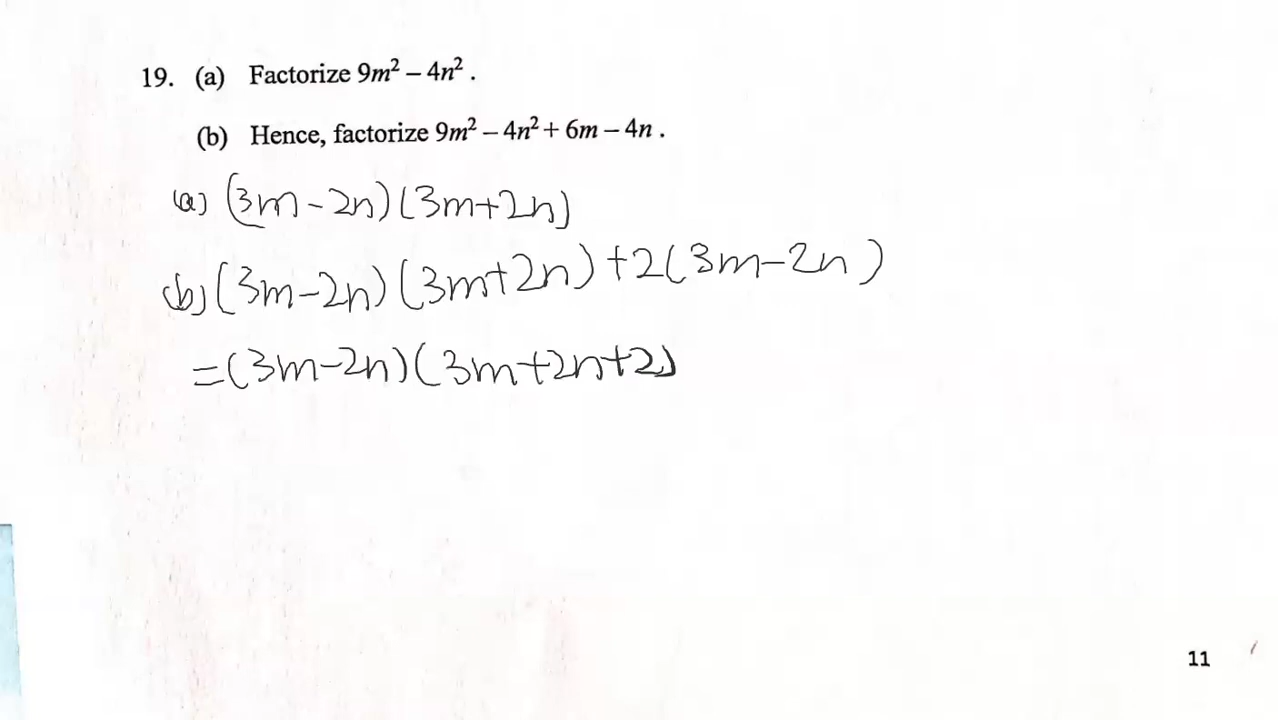 19. (a) Factorize 9m² – 4n² .
(b) Hence, factorize 9m² – 4n² + 6m – 4n .
(a) (3m-2n)(3m+2n)
(b) (3m-2n)(3m+2n)+2(3m-2n)
=(3m-2n)(3m+2n+2)
11